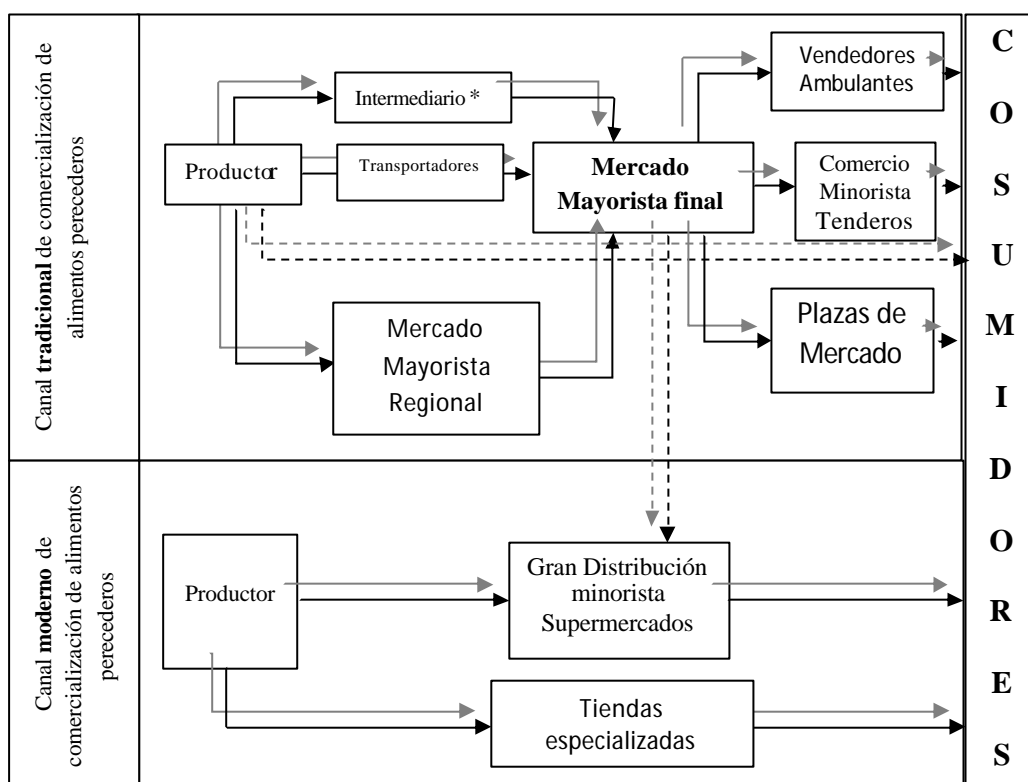 Canal tradicional de comercialización de
alimentos perecederos
Intermediario *
Productor
Transportadores
Mercado
Mayorista final
Mercado
Mayorista
Regional
Vendedores
Ambulantes
Comercio
Minorista
Tenderos
Plazas de
Mercado
Canal moderno de
comercialización de alimentos
perecederos
Productor
Gran Distribución
minorista
Supermercados
Tiendas
especializadas
C
O
S
U
M
I
D
O
R
E
S